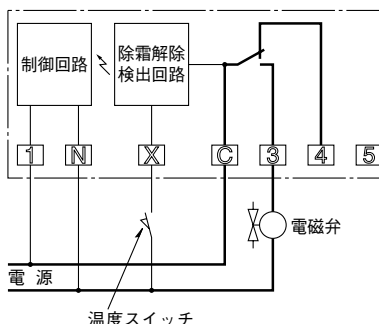 制御回路
除霜解除
検出回路
1 N X C 3 4 5
電磁弁
電 源
温度スイッチ